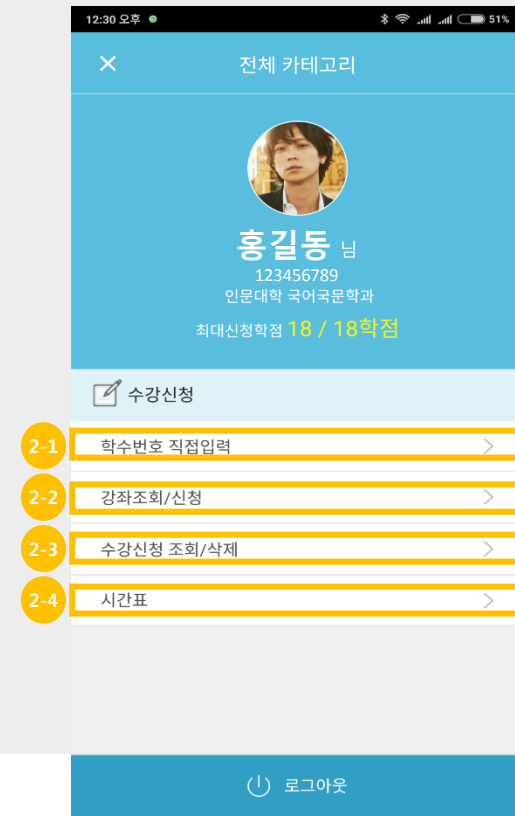 12:30 오후 51%
전체 카테고리
홍길동 님
123456789
인문대학 국어국문학과
최대신청학점 18 / 18학점
수강신청
2-1 학수번호 직접입력
2-2 강좌조회/신청
2-3 수강신청 조회/삭제
2-4 시간표
로그아웃